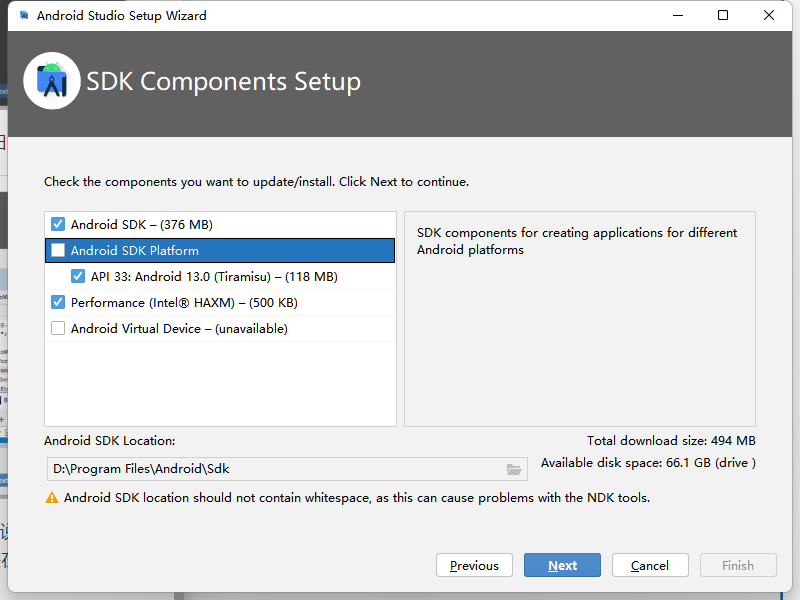 Android Studio Setup Wizard
SDK Components Setup
Check the components you want to update/install. Click Next to continue.
Android SDK – (376 MB)
Android SDK Platform
API 33: Android 13.0 (Tiramisu) – (118 MB)
Performance (Intel® HAXM) – (500 KB)
Android Virtual Device – (unavailable)
SDK components for creating applications for different
Android platforms
Android SDK Location:
Total download size: 494 MB
D:\Program Files\Android\Sdk
Available disk space: 66.1 GB (drive )
Android SDK location should not contain whitespace, as this can cause problems with the NDK tools.
Previous
Next
Cancel
Finish